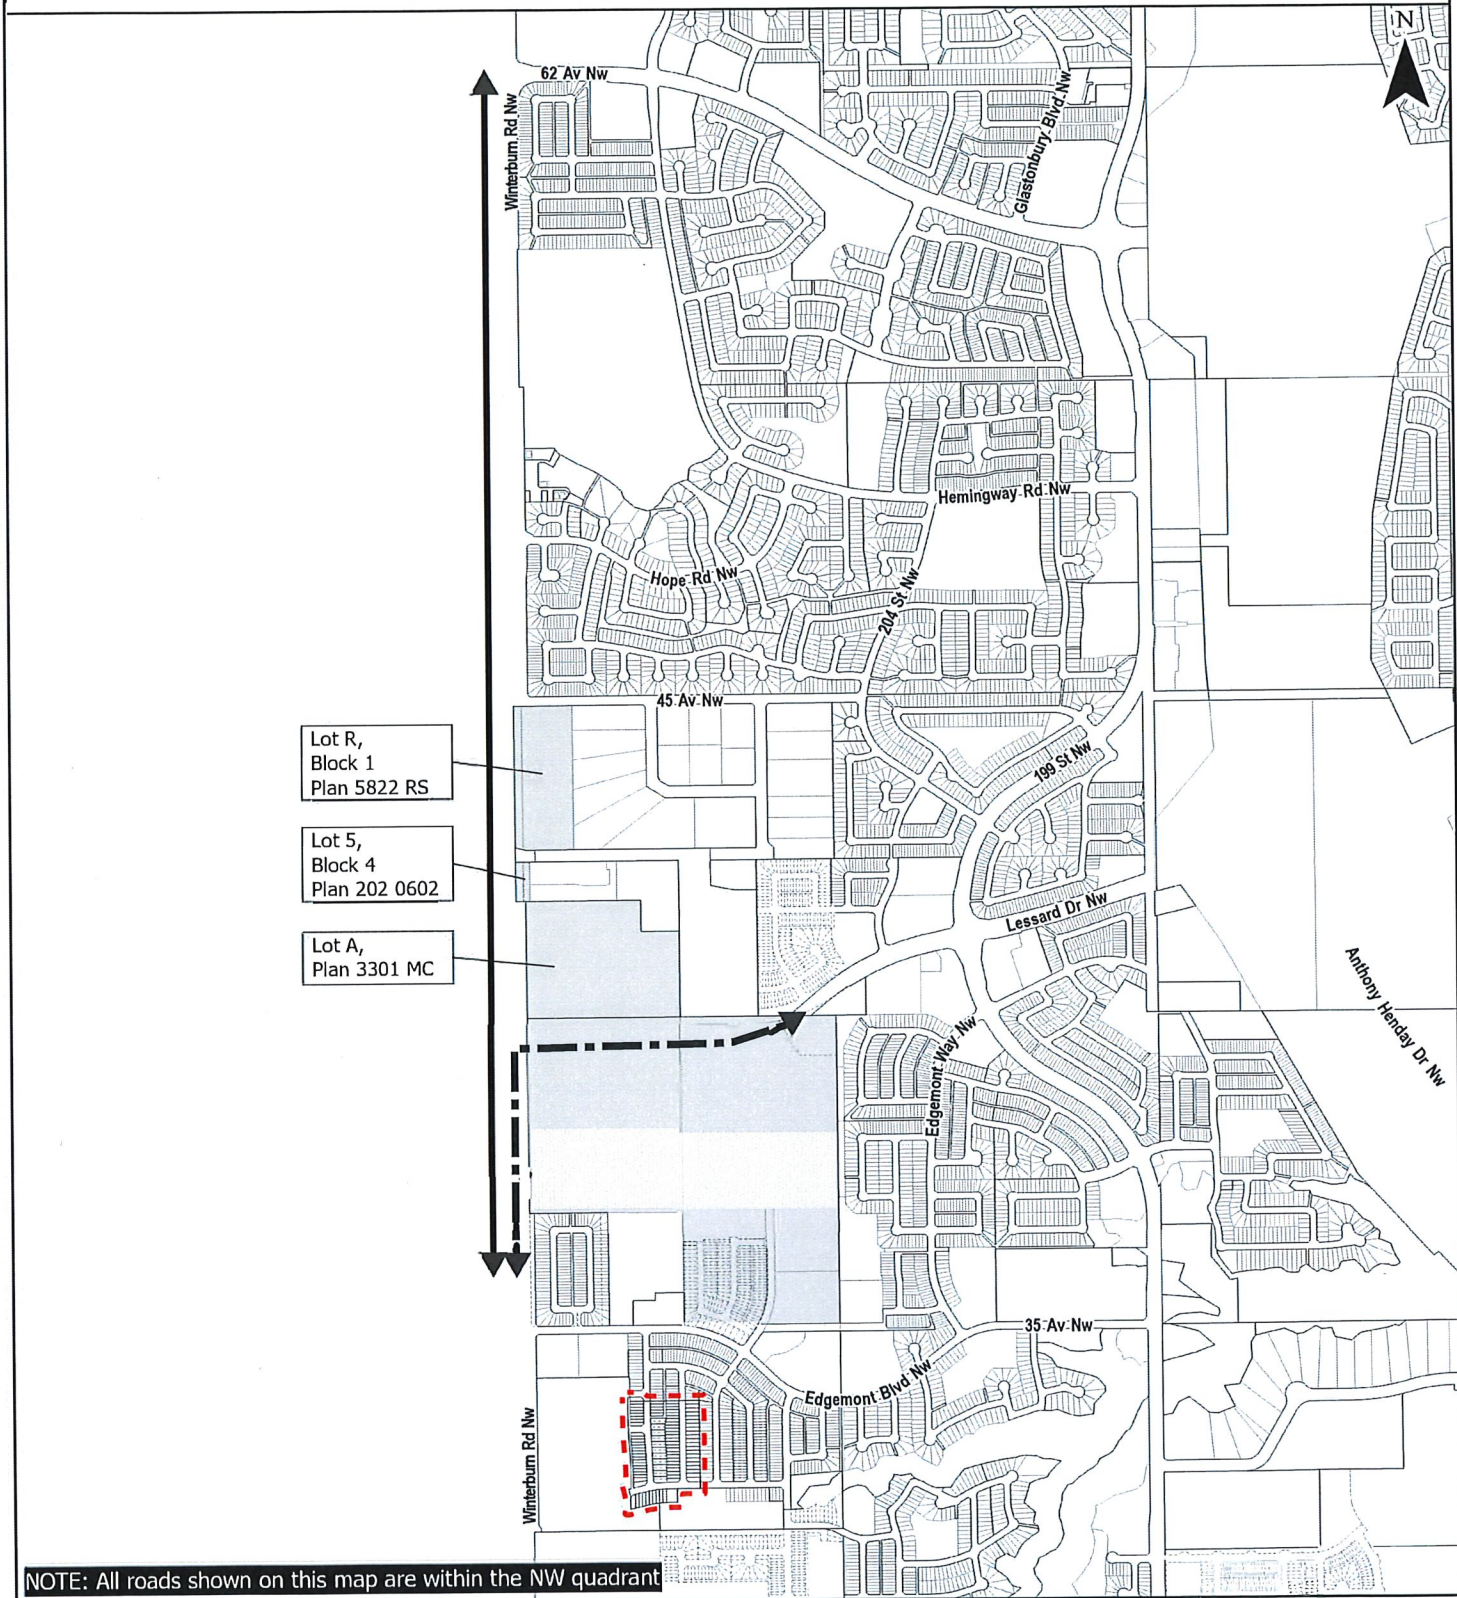 N
62 Av Nw
Winterburn Rd Nw
Glastonbury Blvd Nw
Hemingway Rd Nw
Hope Rd Nw
204 St Nw
45 Av Nw
Lot R,
Block 1
Plan 5822 RS
199 St Nw
Lot 5,
Block 4
Plan 202 0602
Lessard Dr Nw
Lot A,
Plan 3301 MC
Anthony Henday Dr Nw
Edgemont Way Nw
35 Av Nw
Edgemont Blvd Nw
Winterburn Rd Nw
NOTE: All roads shown on this map are within the NW quadrant